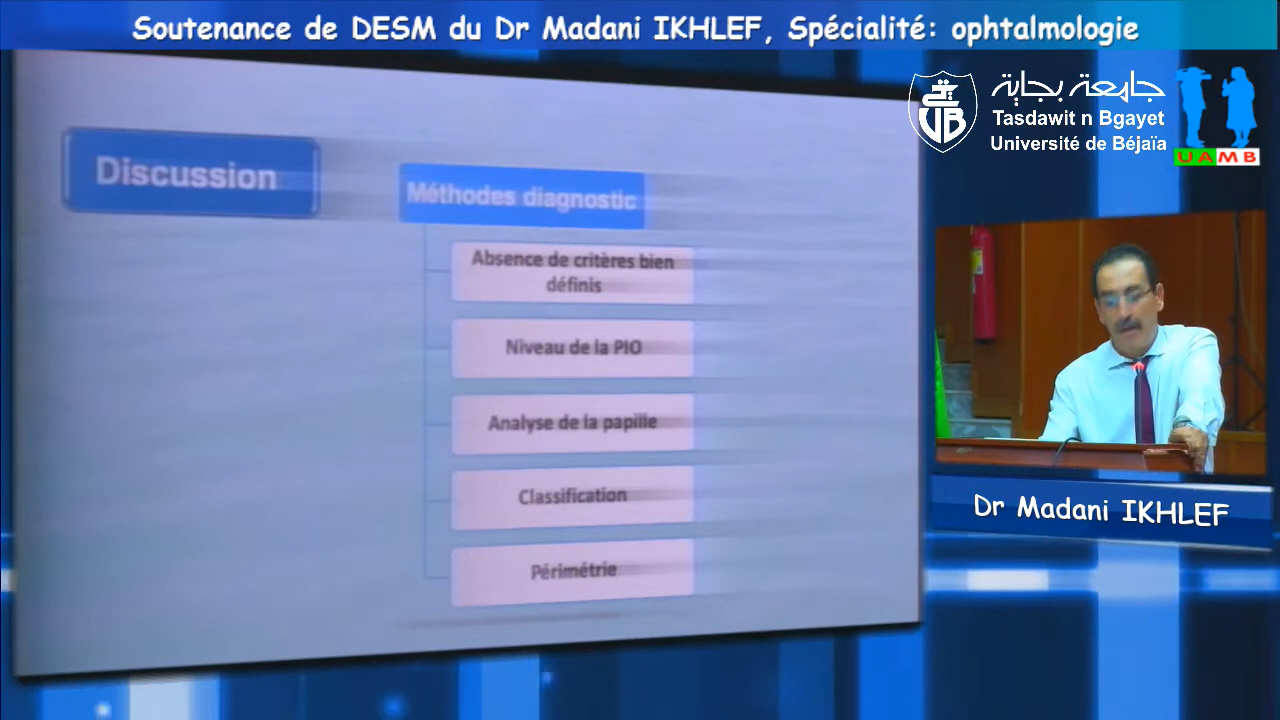 Soutenance de DESM du Dr Madani IKHLEF, Spécialité: ophtalmologie
جامعة بجاية
Tasdawit n Bgayet
Université de Béjaïa
UB
UAMB
Discussion
Méthodes diagnostic
Absence de critères bien
définis
Niveau de la PIO
Analyse de la papille
Classification
Périmétrie
Dr Madani IKHLEF